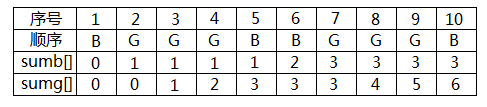 序号 1 2 3 4 5 6 7 8 9 10
顺序 B G G G B B G G G B
sumb[] 0 1 1 1 1 2 3 3 3 3
sumg[] 0 0 1 2 3 3 3 4 5 6